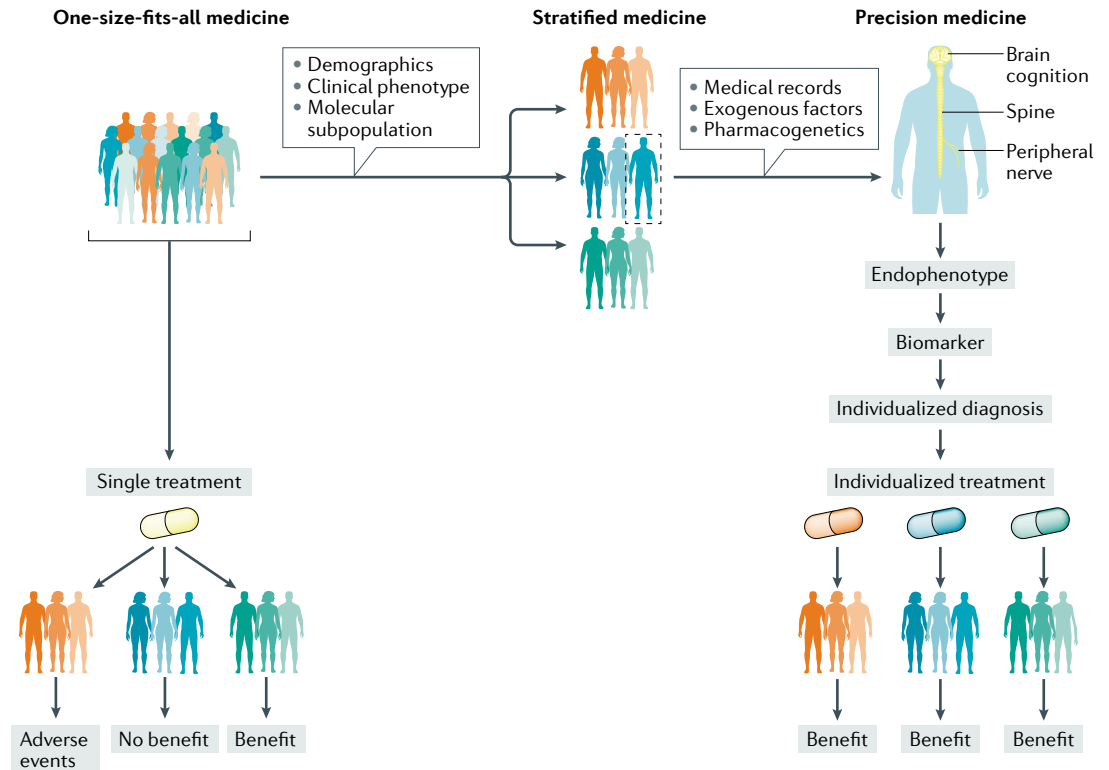 One-size-fits-all medicine
Stratified medicine
Precision medicine
• Demographics
• Clinical phenotype
• Molecular
subpopulation
• Medical records
• Exogenous factors
• Pharmacogenetics
Brain
cognition
Spine
Peripheral
nerve
Endophenotype
Biomarker
Individualized diagnosis
Single treatment
Individualized treatment
Adverse
events
No benefit
Benefit
Benefit
Benefit
Benefit